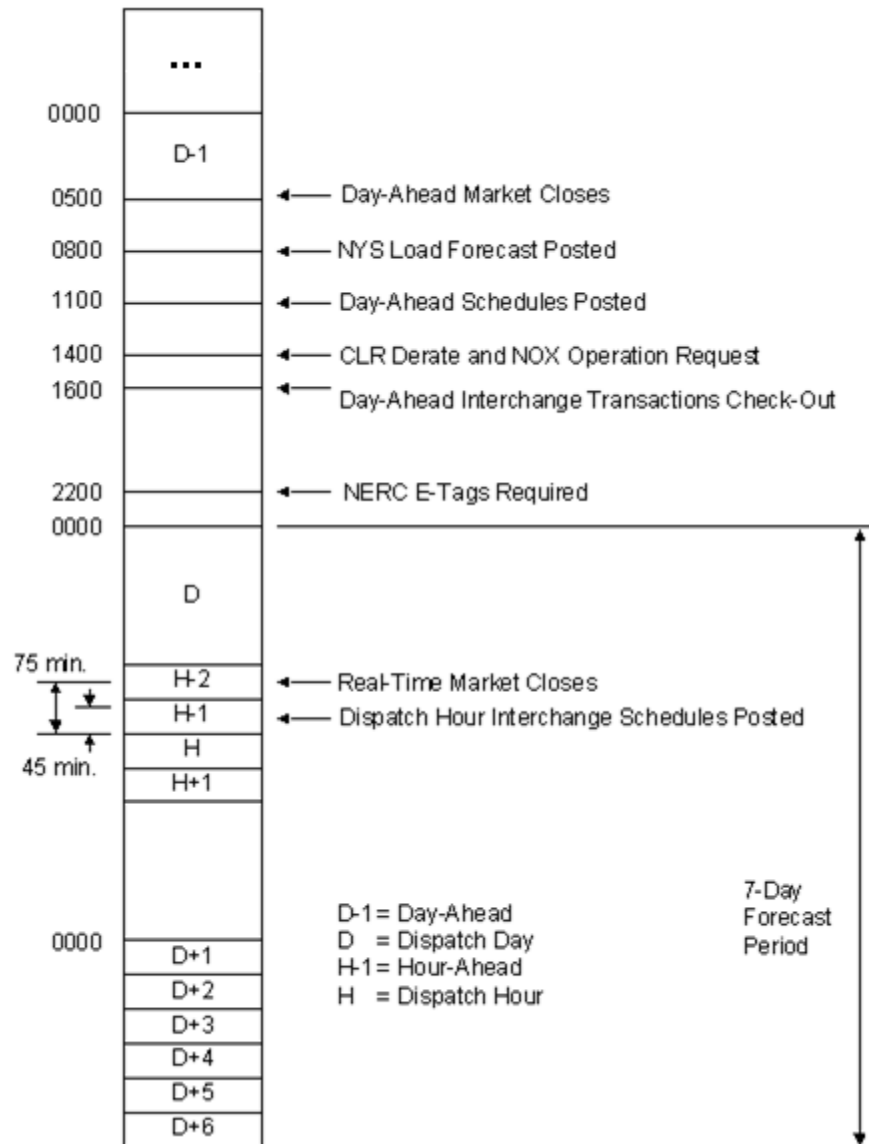 ...
0000
D-1
0500
Day-Ahead Market Closes
0800
NYS Load Forecast Posted
1100
Day-Ahead Schedules Posted
1400
CLR Derate and NOX Operation Request
1600
Day-Ahead Interchange Transactions Check-Out
2200
NERC E-Tags Required
0000
D
75 min.
H-2
Real-Time Market Closes
H-1
Dispatch Hour Interchange Schedules Posted
H
45 min.
H+1
D-1 = Day-Ahead
D = Dispatch Day
H-1 = Hour-Ahead
H = Dispatch Hour
7-Day
Forecast
Period
0000
D+1
D+2
D+3
D+4
D+5
D+6